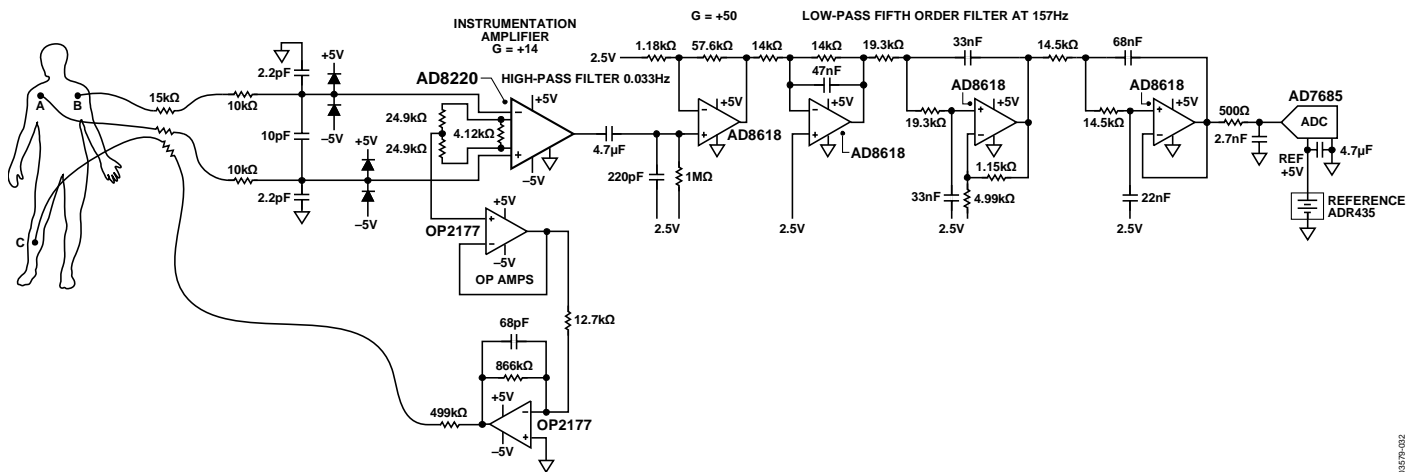 INSTRUMENTATION
AMPLIFIER
G = +14
G = +50
LOW-PASS FIFTH ORDER FILTER AT 157Hz
+5V
2.2pF
–5V
A
B
15kΩ
10kΩ
10pF
+5V
–5V
10kΩ
2.2pF
C
AD8220
HIGH-PASS FILTER 0.033Hz
+5V
24.9kΩ
4.12kΩ
24.9kΩ
–
+
–5V
4.7µF
220pF
1MΩ
2.5V
2.5V
1.18kΩ
57.6kΩ
–
+
+5V
AD8618
14kΩ
14kΩ
47nF
–
+
+5V
AD8618
2.5V
19.3kΩ
33nF
19.3kΩ
AD8618
+
–
+5V
1.15kΩ
4.99kΩ
33nF
2.5V
14.5kΩ
68nF
14.5kΩ
AD8618
+
–
+5V
22nF
2.5V
500Ω
2.7nF
AD7685
ADC
REF
+5V
4.7µF
REFERENCE
ADR435
+5V
OP2177
+
–
–5V
OP AMPS
12.7kΩ
68pF
866kΩ
+5V
–
+
–5V
OP2177
499kΩ
03579-032